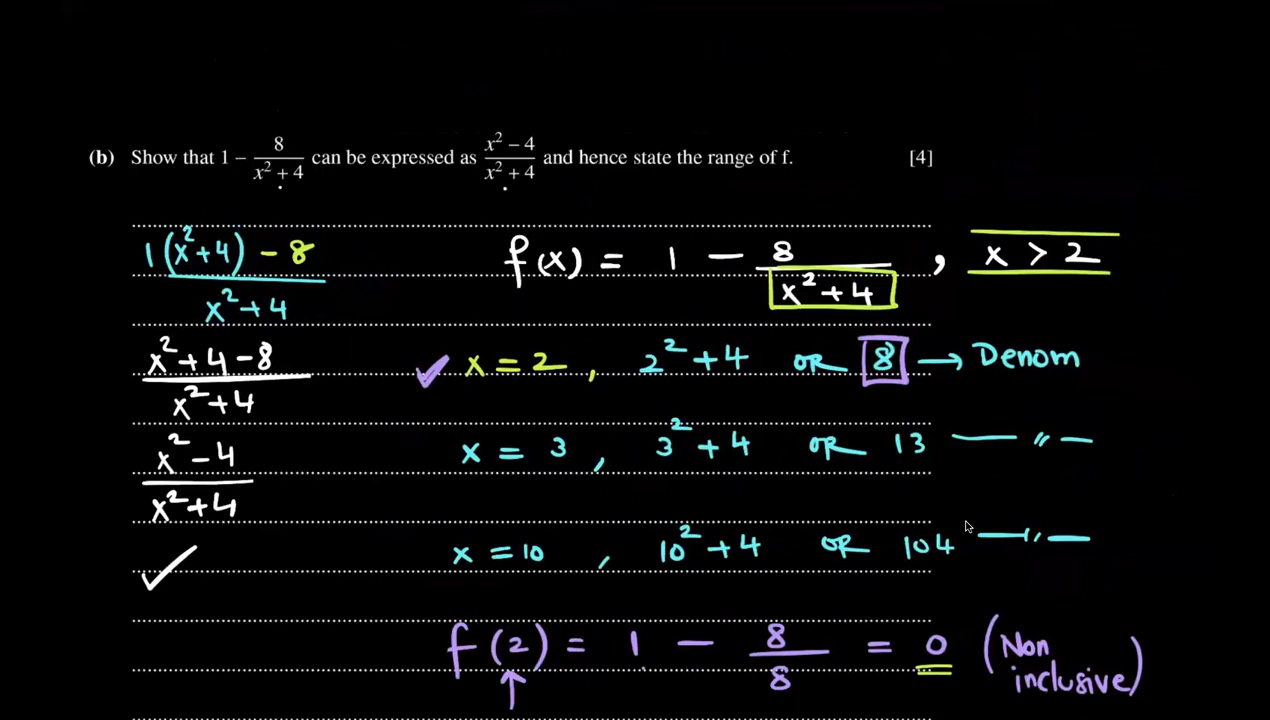 (b) Show that 1 − 8/(x² + 4) can be expressed as (x² − 4)/(x² + 4) and hence state the range of f. [4]
(1(x²+4) − 8)/(x²+4)
(x²+4−8)/(x²+4)
(x²−4)/(x²+4)
✓
f(x) = 1 − 8/(x²+4) , x > 2
✓ x = 2 , 2²+4 OR 8 → Denom
x = 3 , 3²+4 OR 13 ——〃 —
x = 10 , 10²+4 OR 104 —— 〃 —
f(2) = 1 − 8/8 = 0 (Non
inclusive)
↑